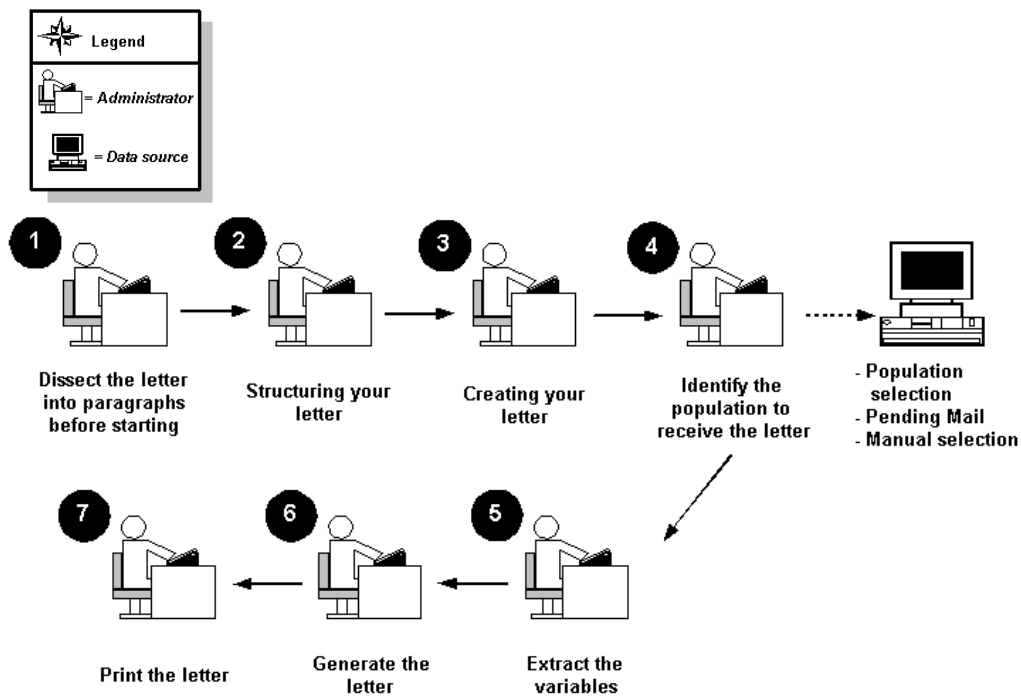 Legend
= Administrator
= Data source
1
2
3
4
Dissect the letter
into paragraphs
before starting
Structuring your
letter
Creating your
letter
Identify the
population to
receive the letter
- Population
selection
- Pending Mail
- Manual selection
7
6
5
Print the letter
Generate the
letter
Extract the
variables